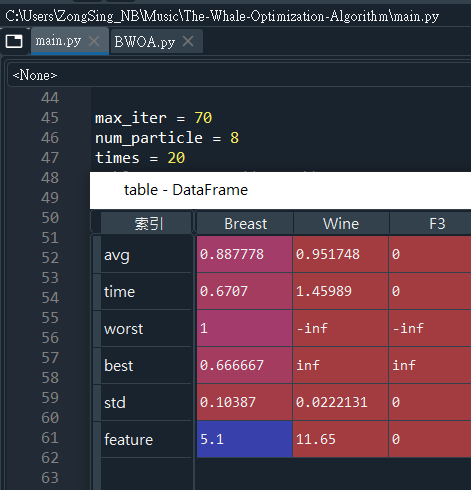 C:\Users\ZongSing_NB\Music\The-Whale-Optimization-Algorithm\main.py
main.py BWOA.py
<None>
44
45 max_iter = 70
46 num_particle = 8
47 times = 20
48
49 table - DataFrame
50 索引 Breast Wine F3
51
52 avg 0.887778 0.951748 0
53
54 time 0.6707 1.45989 0
55
56 worst 1 -inf -inf
57
58 best 0.666667 inf inf
59
60 std 0.10387 0.0222131 0
61 feature 5.1 11.65 0
62
63